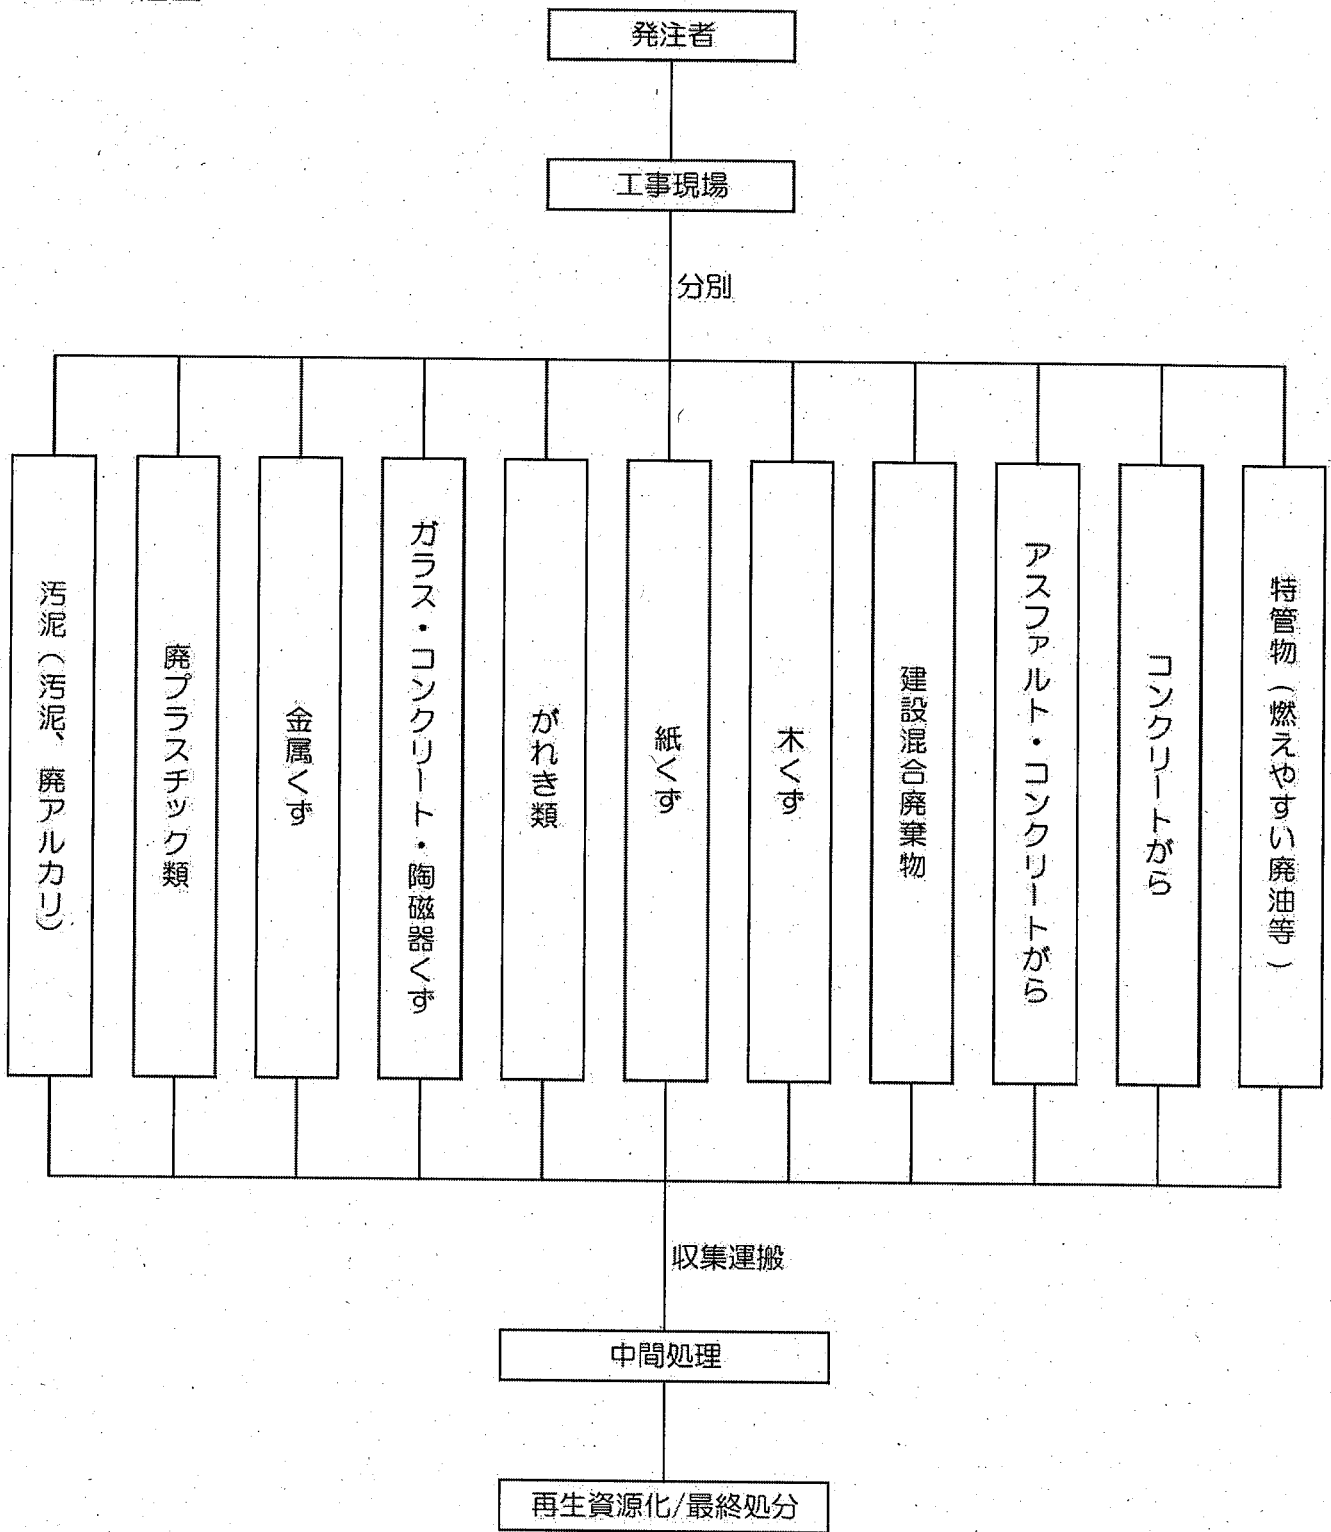 発注者
工事現場
分別
汚泥（汚泥、廃アルカリ）
廃プラスチック類
金属くず
ガラス・コンクリート・陶磁器くず
がれき類
紙くず
木くず
建設混合廃棄物
アスファルト・コンクリートがら
コンクリートがら
特管物（燃えやすい廃油等）
収集運搬
中間処理
再生資源化/最終処分